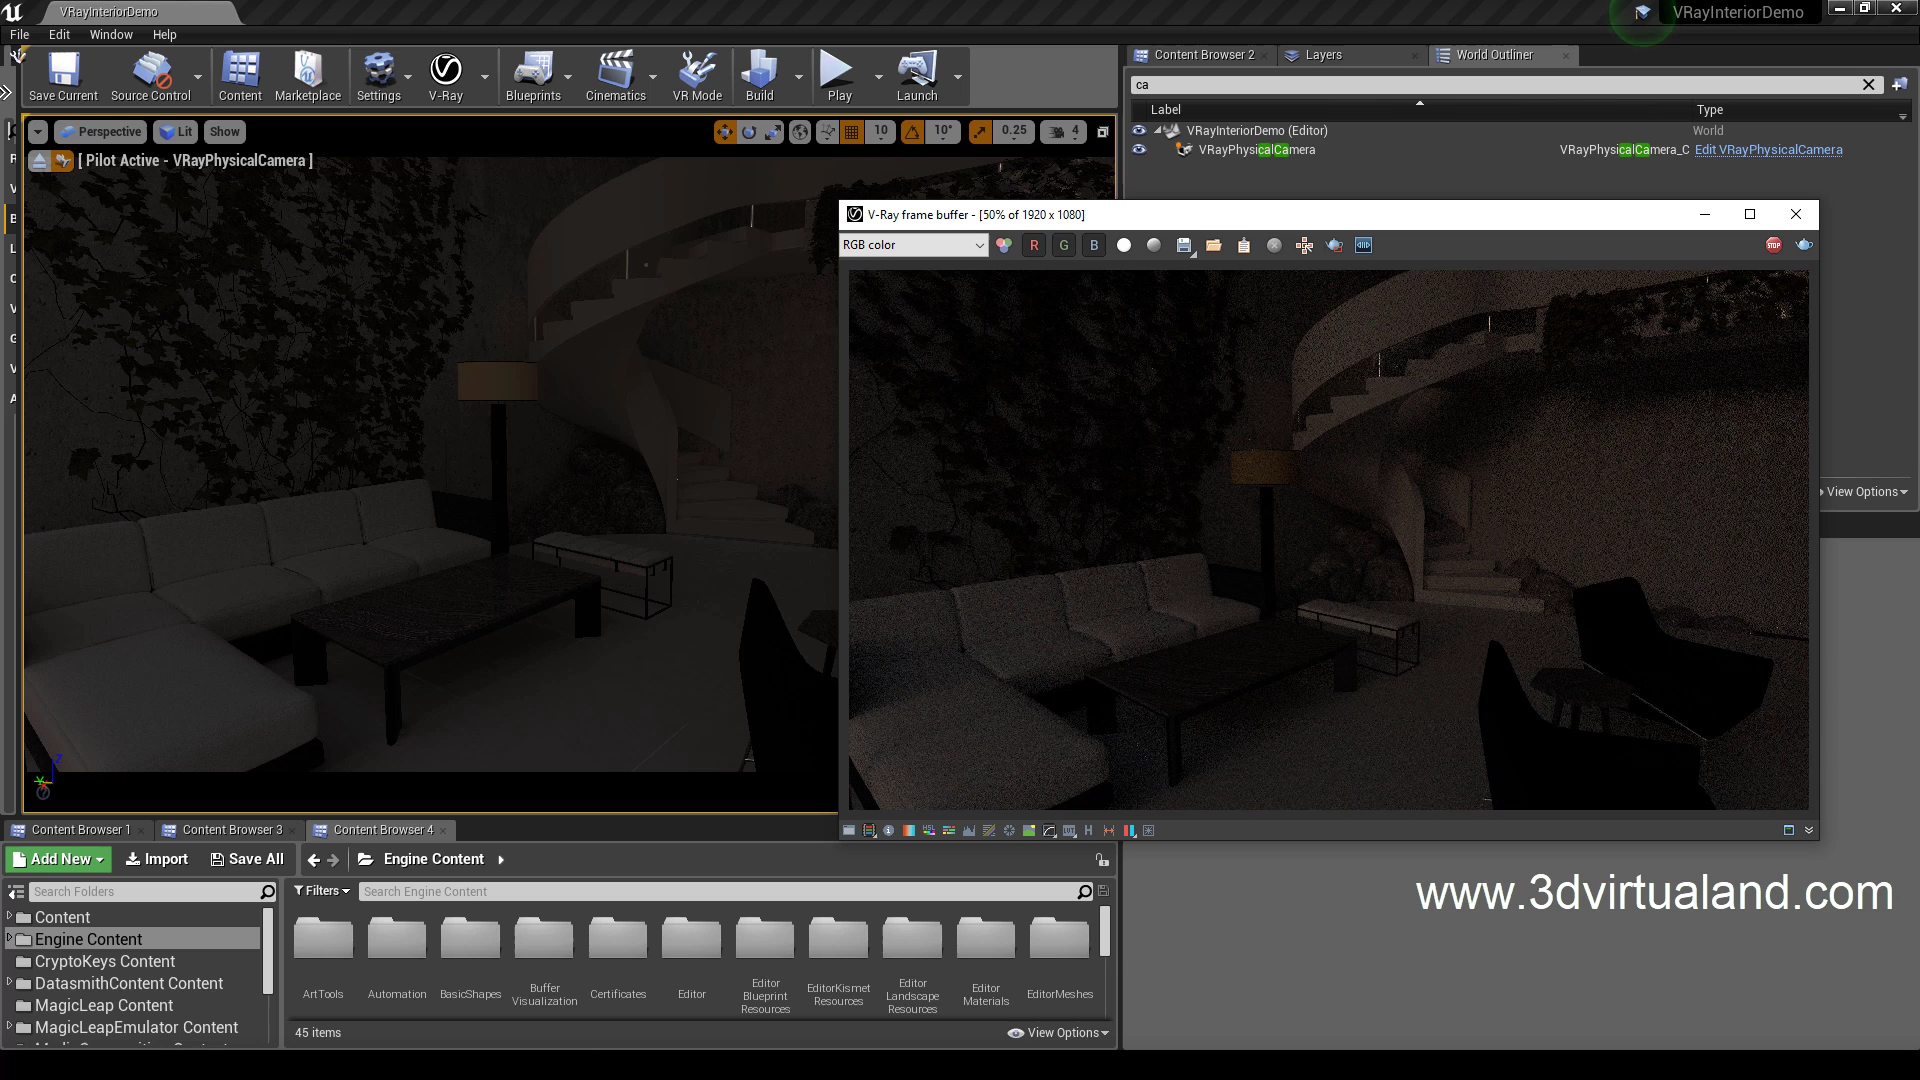 VRayInteriorDemo
VRayInteriorDemo
File Edit Window Help
Save Current Source Control Content Marketplace Settings V-Ray Blueprints Cinematics VR Mode Build Play Launch
Content Browser 2 Layers World Outliner
ca
Label Type
VRayInteriorDemo (Editor) World
VRayPhysicalCamera VRayPhysicalCamera_C Edit VRayPhysicalCamera
Perspective Lit Show 10 10° 0.25 4
[ Pilot Active - VRayPhysicalCamera ]
V-Ray frame buffer - [50% of 1920 x 1080]
RGB color R G B STOP
View Options
Content Browser 1 Content Browser 3 Content Browser 4
Add New Import Save All Engine Content
Search Folders Filters Search Engine Content
Content
Engine Content
CryptoKeys Content
DatasmithContent Content
MagicLeap Content
MagicLeapEmulator Content
ArtTools
Automation
BasicShapes
Buffer
Visualization
Certificates
Editor
Editor
Blueprint
Resources
EditorKismet
Resources
Editor
Landscape
Resources
Editor
Materials
EditorMeshes
45 items View Options
www.3dvirtualand.com